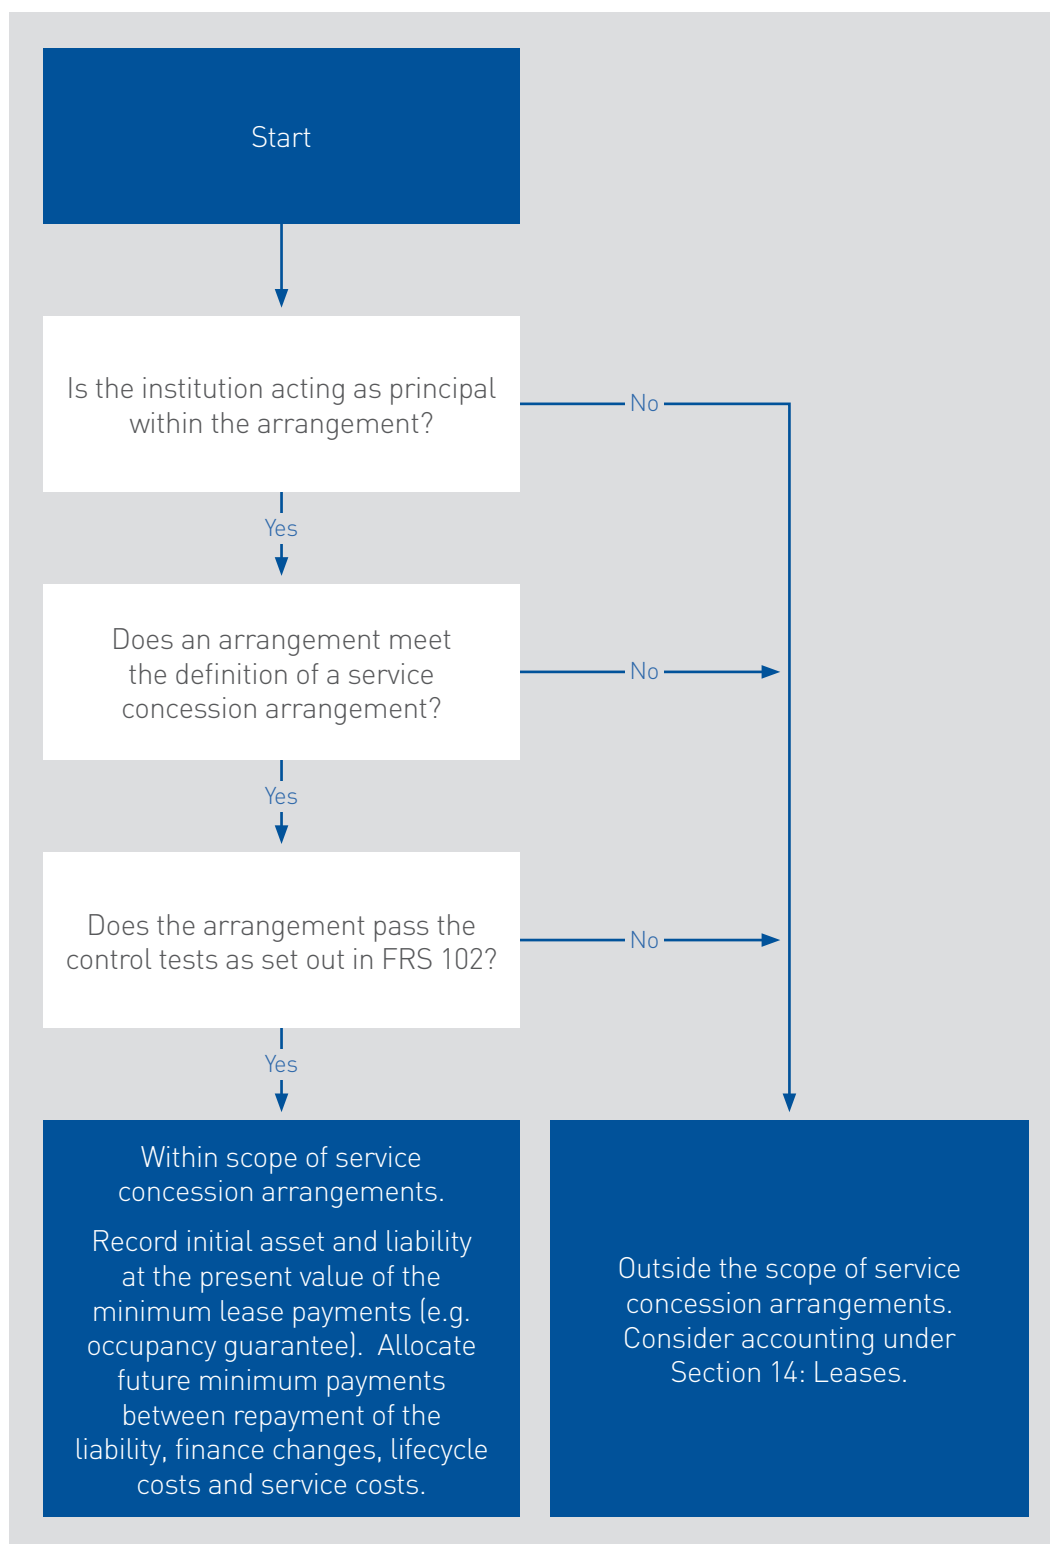 Start
Is the institution acting as principal
within the arrangement?
No
Yes
Does an arrangement meet
the definition of a service
concession arrangement?
No
Yes
Does the arrangement pass the
control tests as set out in FRS 102?
No
Yes
Within scope of service
concession arrangements.
Record initial asset and liability
at the present value of the
minimum lease payments (e.g.
occupancy guarantee). Allocate
future minimum payments
between repayment of the
liability, finance changes, lifecycle
costs and service costs.
Outside the scope of service
concession arrangements.
Consider accounting under
Section 14: Leases.